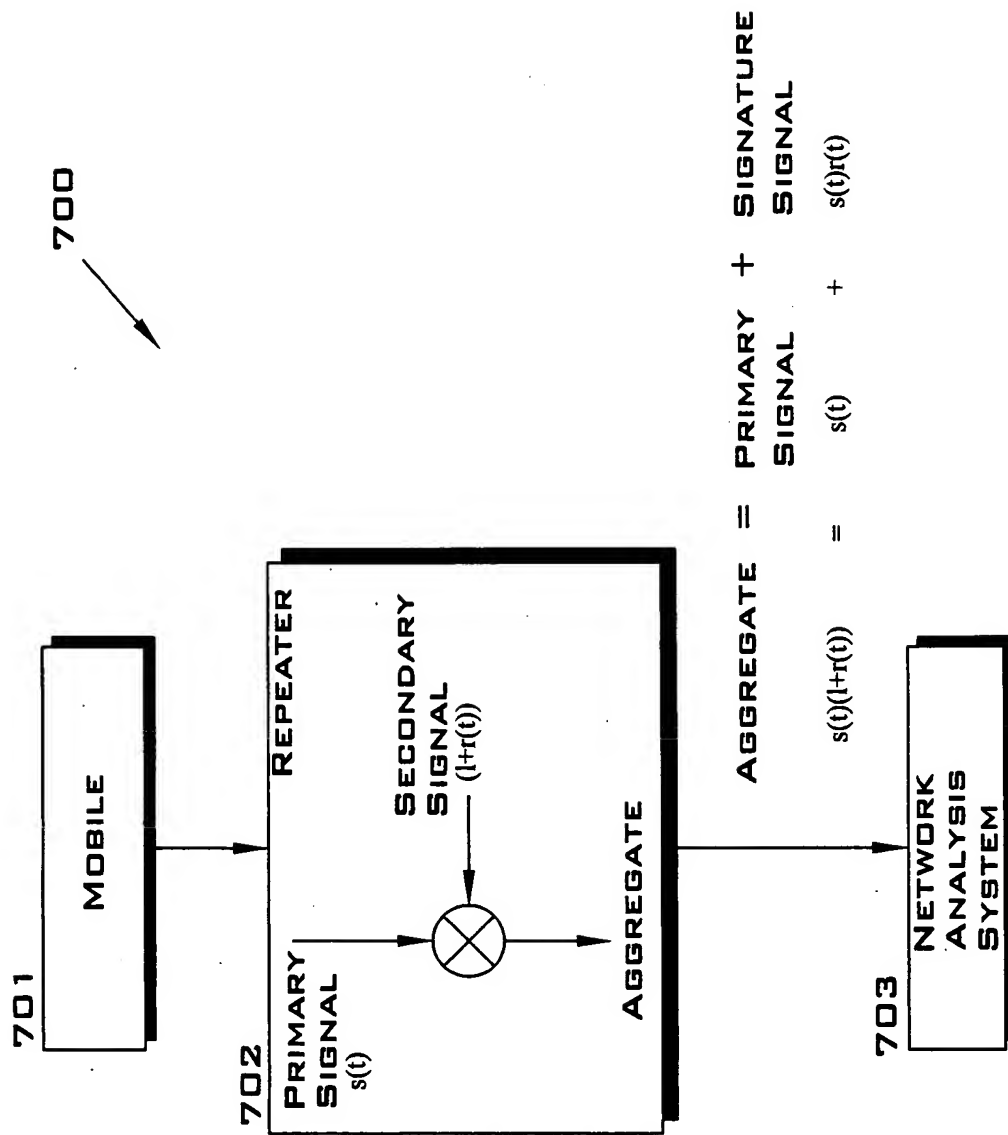 700
701
MOBILE
702
REPEATER
PRIMARY
SIGNAL
s(t)
SECONDARY
SIGNAL
(1+r(t))
AGGREGATE
AGGREGATE = PRIMARY + SIGNATURE
SIGNAL SIGNAL
s(t)(1+r(t)) = s(t) + s(t)r(t)
703
NETWORK
ANALYSIS
SYSTEM